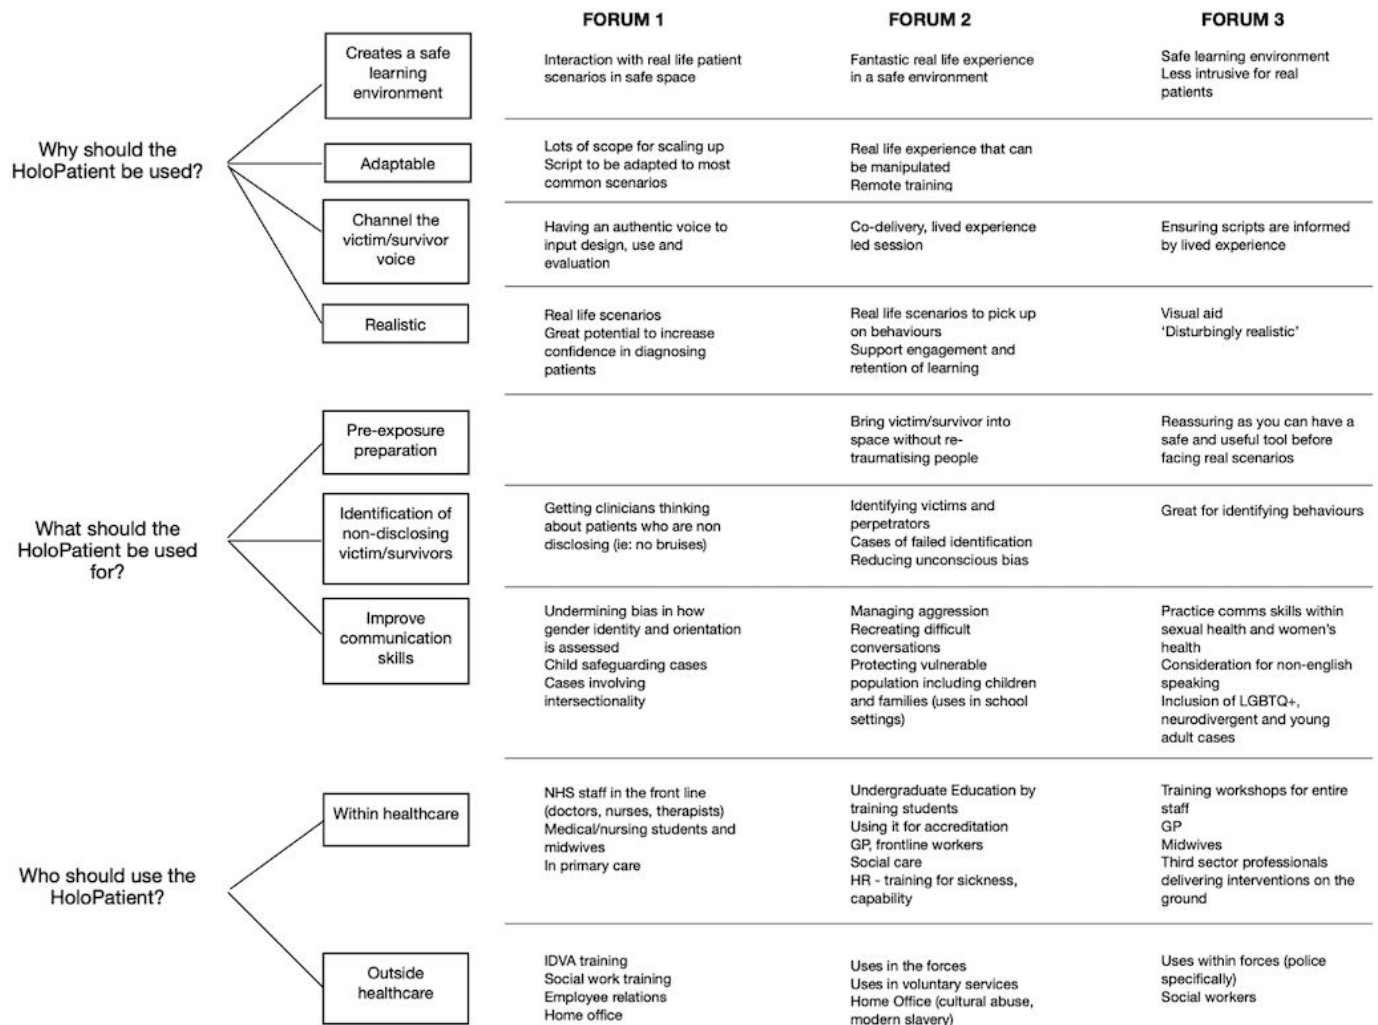 FORUM 1
FORUM 2
FORUM 3
Why should the
HoloPatient be used?
Creates a safe
learning
environment
Interaction with real life patient
scenarios in safe space
Fantastic real life experience
in a safe environment
Safe learning environment
Less intrusive for real
patients
Adaptable
Lots of scope for scaling up
Script to be adapted to most
common scenarios
Real life experience that can
be manipulated
Remote training
Channel the
victim/survivor
voice
Having an authentic voice to
input design, use and
evaluation
Co-delivery, lived experience
led session
Ensuring scripts are informed
by lived experience
Realistic
Real life scenarios
Great potential to increase
confidence in diagnosing
patients
Real life scenarios to pick up
on behaviours
Support engagement and
retention of learning
Visual aid
‘Disturbingly realistic’
What should the
HoloPatient be used
for?
Pre-exposure
preparation
Bring victim/survivor into
space without re-
traumatising people
Reassuring as you can have a
safe and useful tool before
facing real scenarios
Identification of
non-disclosing
victim/survivors
Getting clinicians thinking
about patients who are non
disclosing (ie: no bruises)
Identifying victims and
perpetrators
Cases of failed identification
Reducing unconscious bias
Great for identifying behaviours
Improve
communication
skills
Undermining bias in how
gender identity and orientation
is assessed
Child safeguarding cases
Cases involving
intersectionality
Managing aggression
Recreating difficult
conversations
Protecting vulnerable
population including children
and families (uses in school
settings)
Practice comms skills within
sexual health and women's
health
Consideration for non-english
speaking
Inclusion of LGBTQ+,
neurodivergent and young
adult cases
Who should use the
HoloPatient?
Within healthcare
NHS staff in the front line
(doctors, nurses, therapists)
Medical/nursing students and
midwives
In primary care
Undergraduate Education by
training students
Using it for accreditation
GP, frontline workers
Social care
HR - training for sickness,
capability
Training workshops for entire
staff
GP
Midwives
Third sector professionals
delivering interventions on the
ground
Outside
healthcare
IDVA training
Social work training
Employee relations
Home office
Uses in the forces
Uses in voluntary services
Home Office (cultural abuse,
modern slavery)
Uses within forces (police
specifically)
Social workers